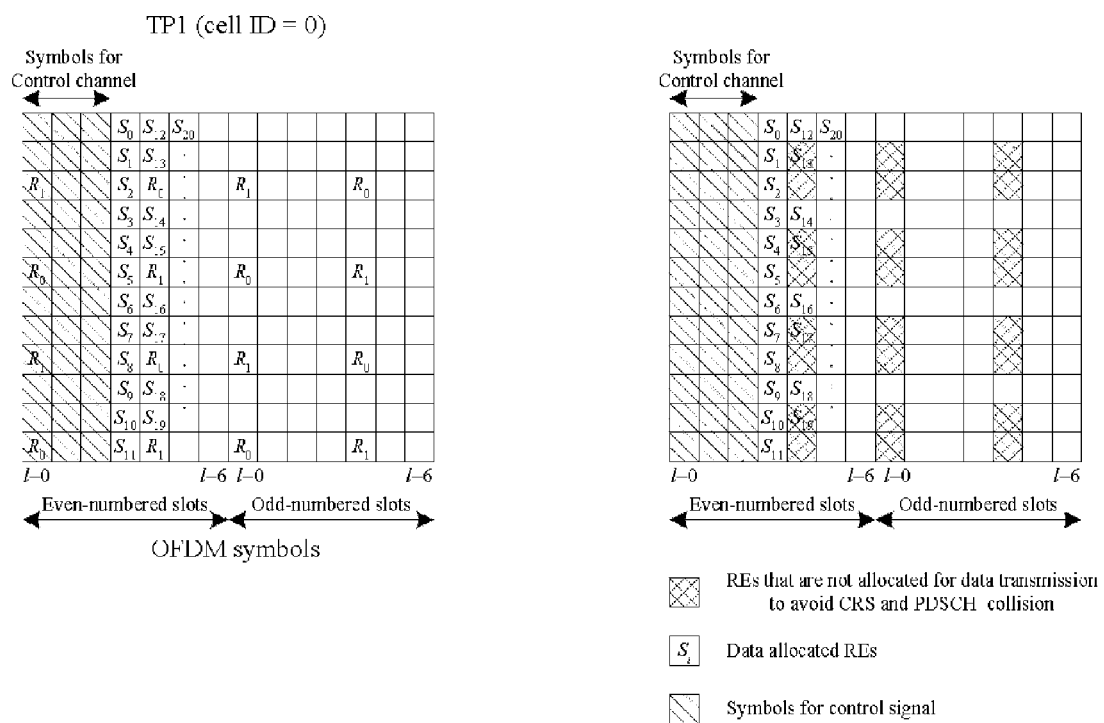 TP1 (cell ID = 0)
Symbols for
Control channel
S0 S12 S20
S1 S13
R1 S2 R0 R1 R0
S3 S14
S4 S15
R0 S5 R1 R0 R1
S6 S16
S7 S17
R1 S8 R0 R1 R0
S9 S18
S10 S19
R0 S11 R1 R0 R1
l–0 l–6 l–0 l–6
Even-numbered slots Odd-numbered slots
OFDM symbols
Symbols for
Control channel
S0 S12 S20
S1 S13
S2
S3 S14
S4 S15
S5
S6 S16
S7 S17
S8
S9 S18
S10 S19
S11
l–0 l–6 l–0 l–6
Even-numbered slots Odd-numbered slots
REs that are not allocated for data transmission
to avoid CRS and PDSCH collision
Si Data allocated REs
Symbols for control signal